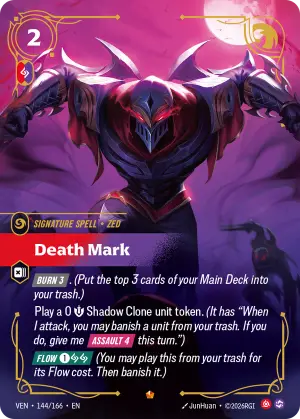 2
SIGNATURE SPELL • ZED
Death Mark
BURN 3 . (Put the top 3 cards of your Main Deck into
your trash.)
Play a 0 Shadow Clone unit token. (It has “When
I attack, you may banish a unit from your trash. If you
do, give me ASSAULT 4 this turn.”)
FLOW 1 (You may play this from your trash for
its Flow cost. Then banish it.)
VEN • 144/166 • EN
JunHuan • ©2026RGI